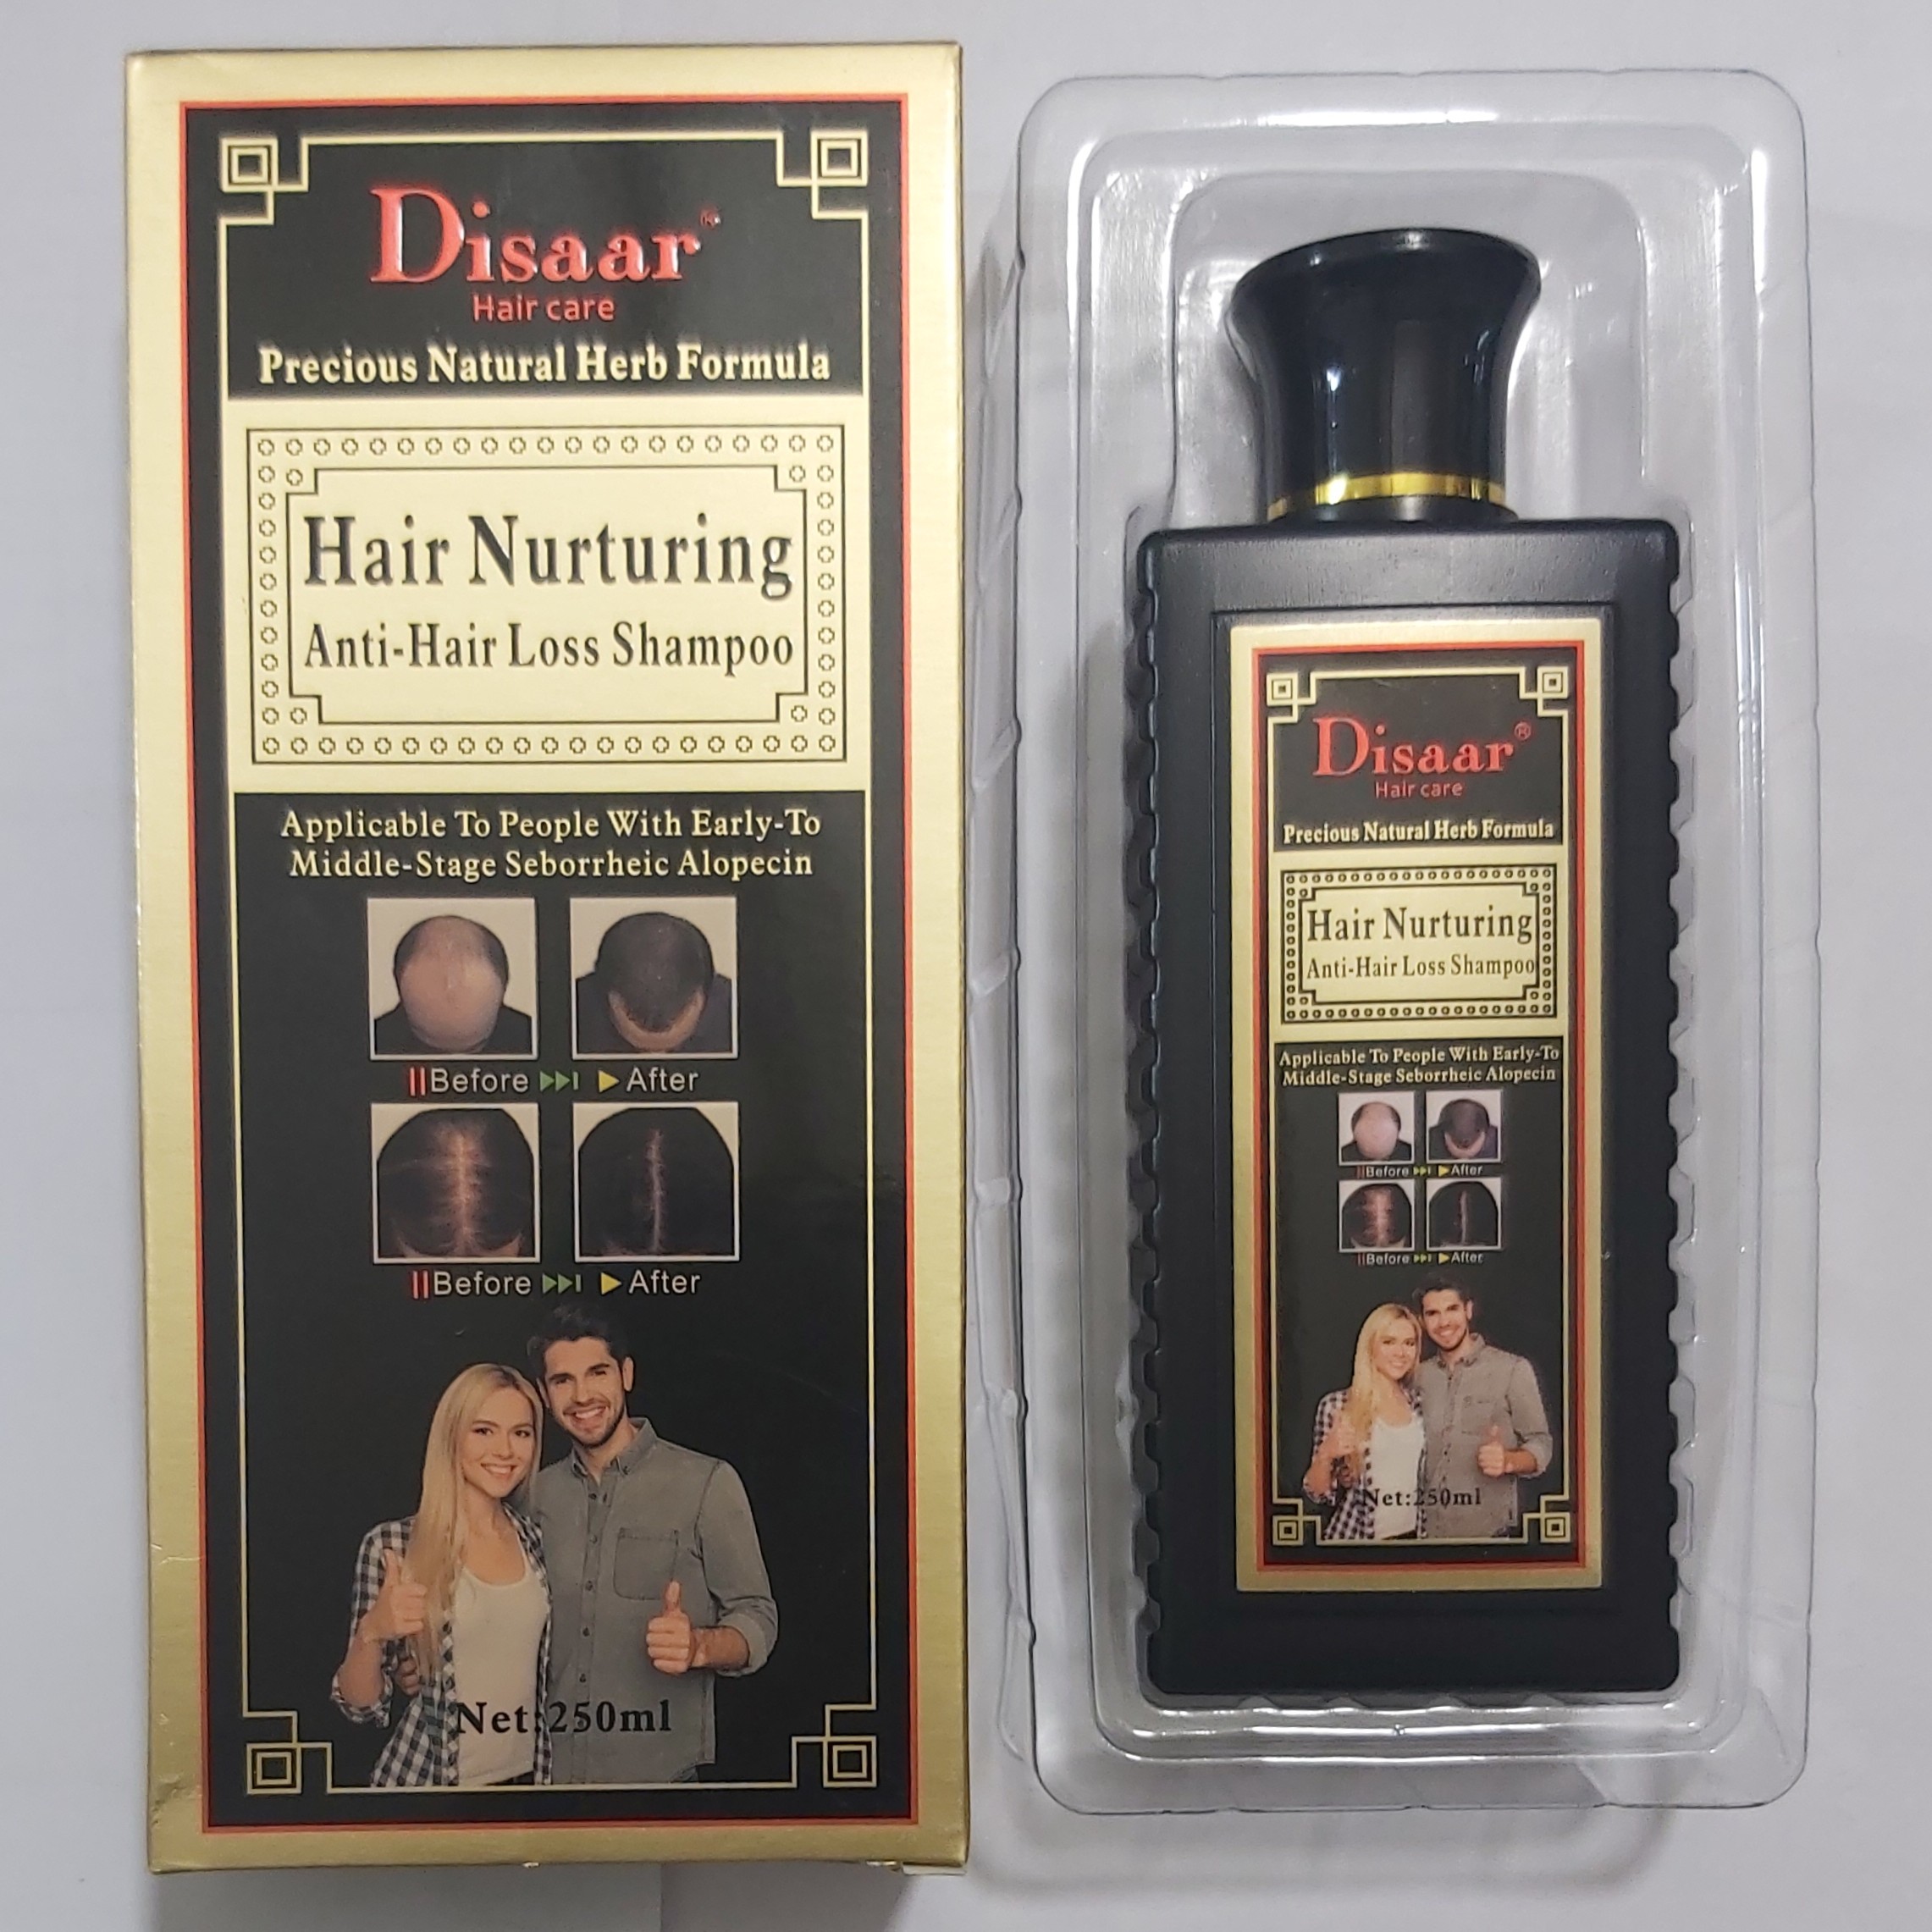 Disaar®
Hair care
Precious Natural Herb Formula
Hair Nurturing
Anti-Hair Loss Shampoo
Applicable To People With Early-To
Middle-Stage Seborrheic Alopecin
Before After
Before After
Net:250ml
Disaar®
Hair care
Precious Natural Herb Formula
Hair Nurturing
Anti-Hair Loss Shampoo
Applicable To People With Early-To
Middle-Stage Seborrheic Alopecin
Before After
Before After
Net:250ml